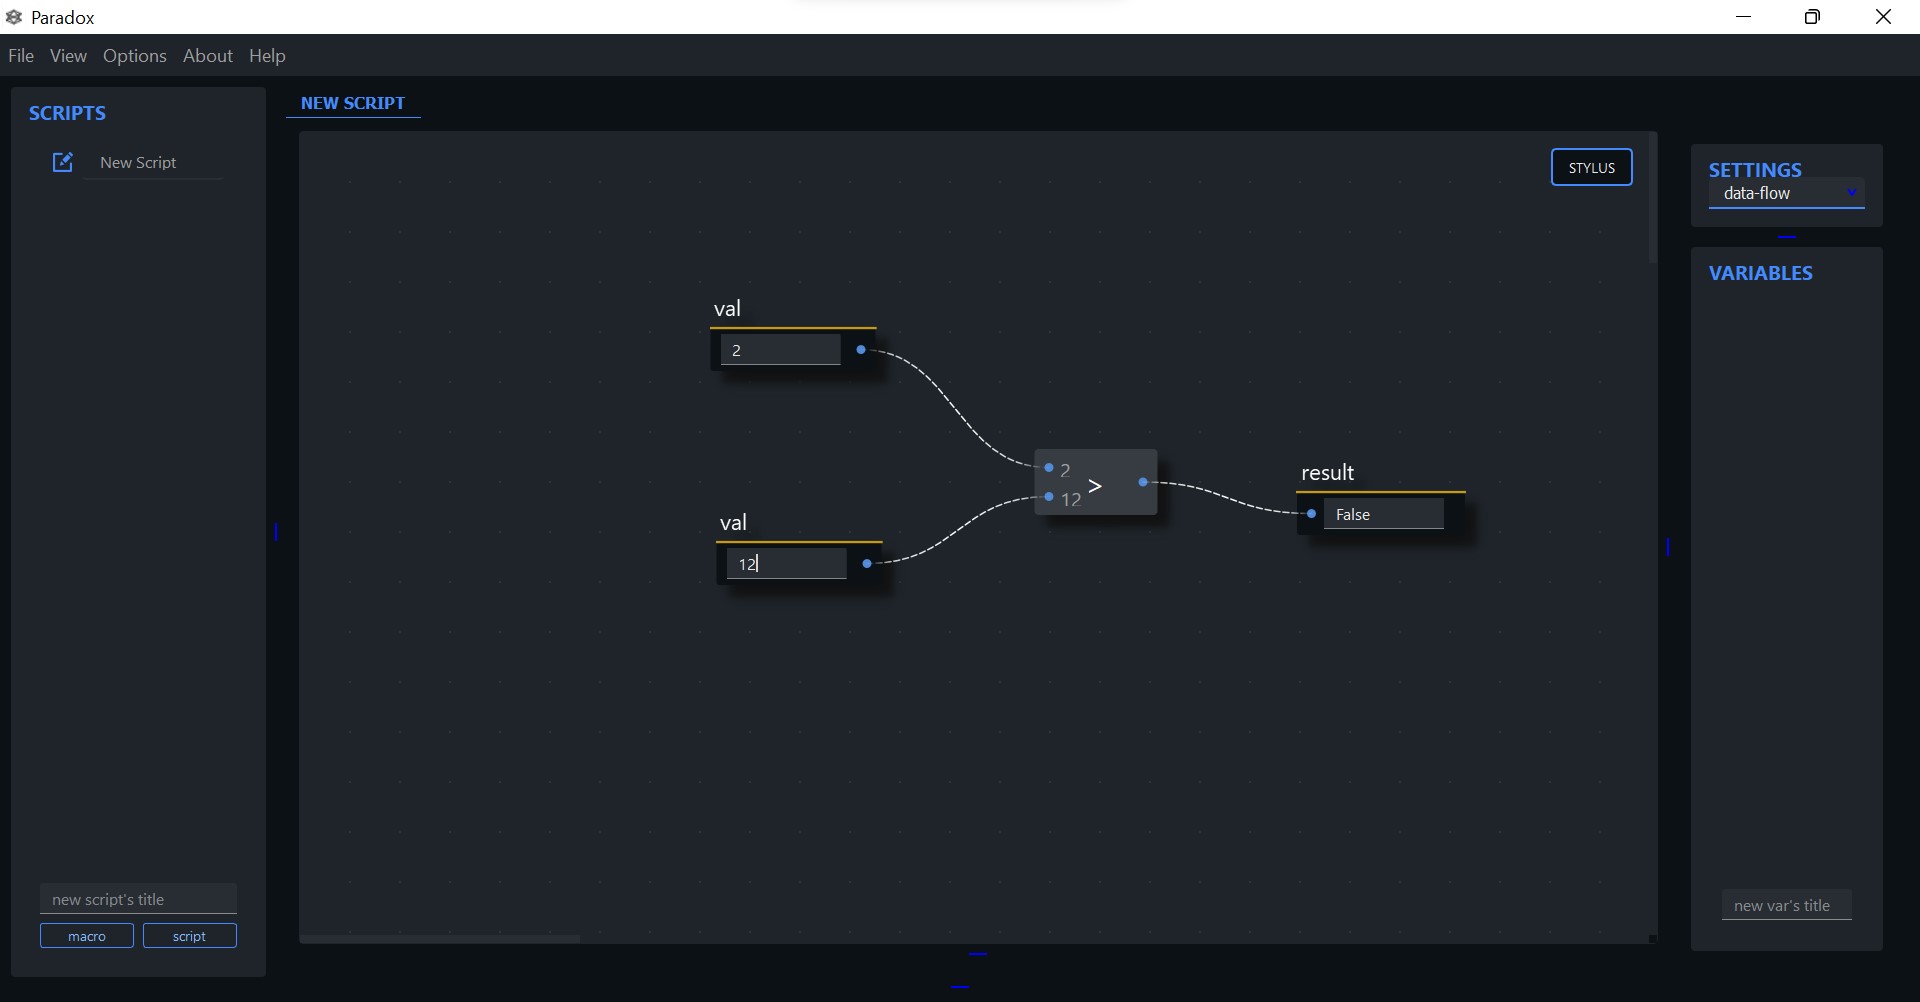 Paradox
File View Options About Help
SCRIPTS
New Script
new script's title
macro script
NEW SCRIPT
STYLUS
val
2
val
12
2
12
>
result
False
SETTINGS
data-flow
VARIABLES
new var's title